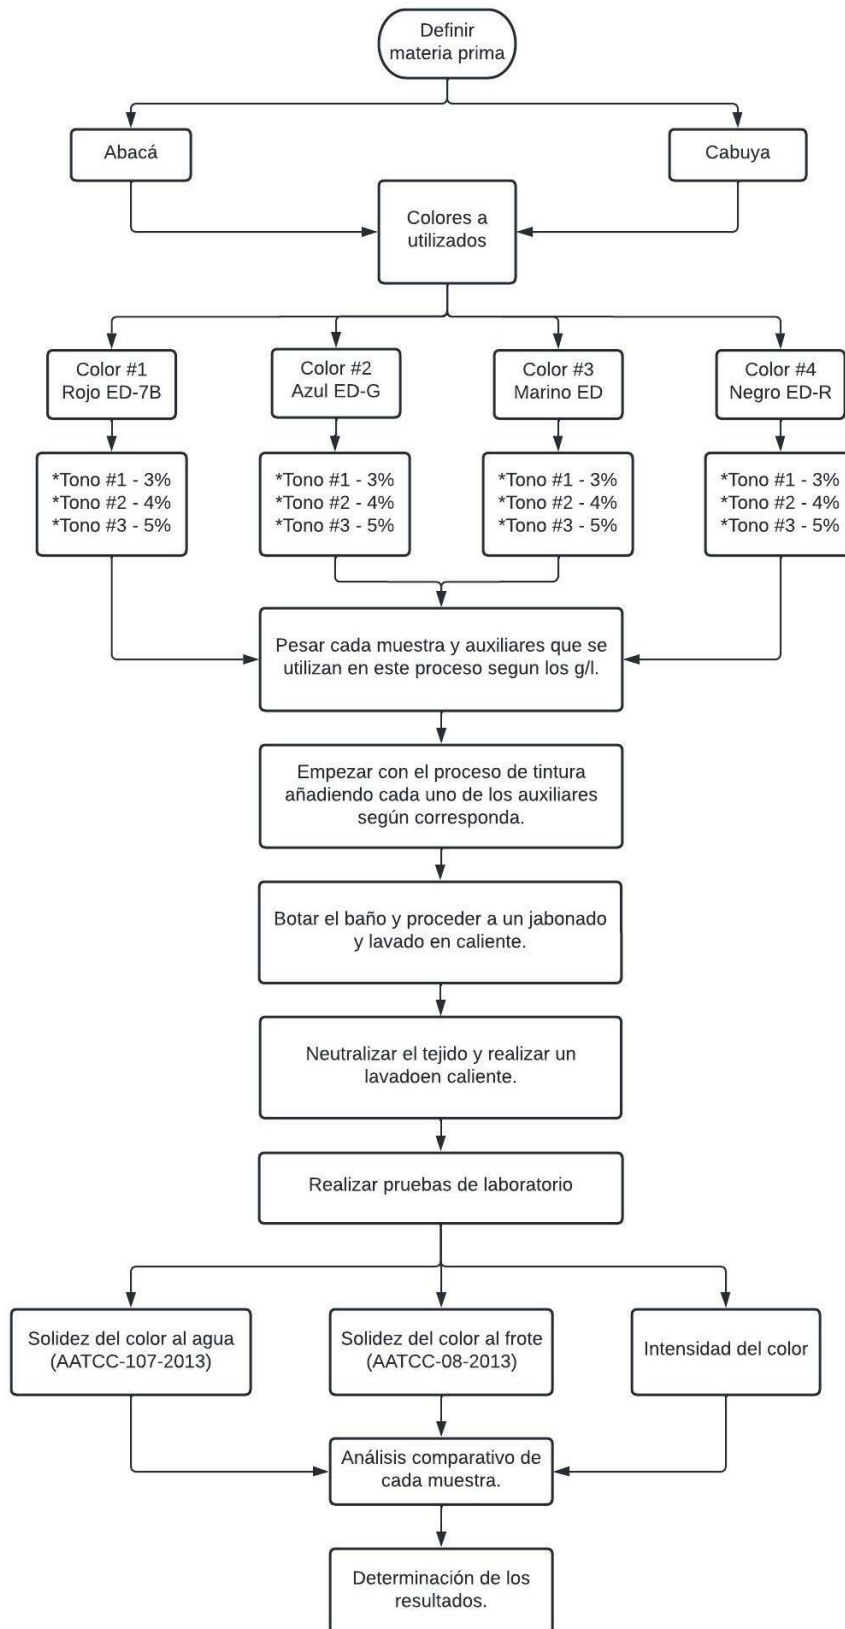 Definir
materia prima
Abacá
Cabuya
Colores a
utilizados
Color #1
Rojo ED-7B
Color #2
Azul ED-G
Color #3
Marino ED
Color #4
Negro ED-R
*Tono #1 - 3%
*Tono #2 - 4%
*Tono #3 - 5%
*Tono #1 - 3%
*Tono #2 - 4%
*Tono #3 - 5%
*Tono #1 - 3%
*Tono #2 - 4%
*Tono #3 - 5%
*Tono #1 - 3%
*Tono #2 - 4%
*Tono #3 - 5%
Pesar cada muestra y auxiliares que se
utilizan en este proceso segun los g/l.
Empezar con el proceso de tintura
añadiendo cada uno de los auxiliares
según corresponda.
Botar el baño y proceder a un jabonado
y lavado en caliente.
Neutralizar el tejido y realizar un
lavadoen caliente.
Realizar pruebas de laboratorio
Solidez del color al agua
(AATCC-107-2013)
Solidez del color al frote
(AATCC-08-2013)
Intensidad del color
Análisis comparativo de
cada muestra.
Determinación de los
resultados.